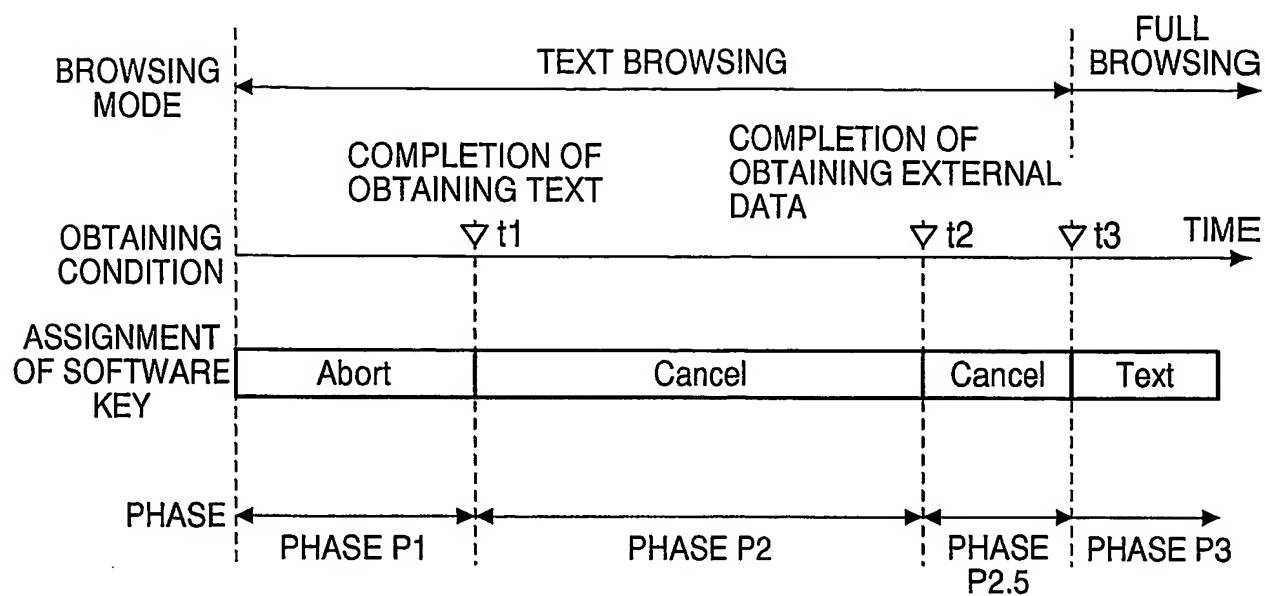 FULL
BROWSING
TEXT BROWSING
BROWSING
MODE
COMPLETION OF
OBTAINING TEXT
COMPLETION OF
OBTAINING EXTERNAL
DATA
OBTAINING
CONDITION
t1
t2
t3
TIME
ASSIGNMENT
OF SOFTWARE
KEY
Abort
Cancel
Cancel
Text
PHASE
PHASE P1
PHASE P2
PHASE
P2.5
PHASE P3